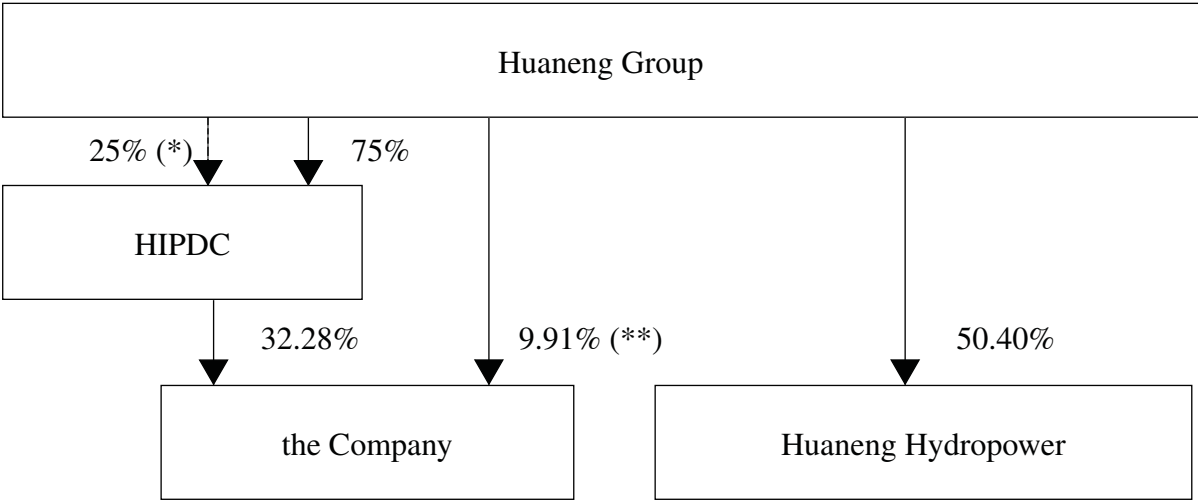 Huaneng Group
25% (*)
75%
HIPDC
32.28%
9.91% (**)
50.40%
the Company
Huaneng Hydropower